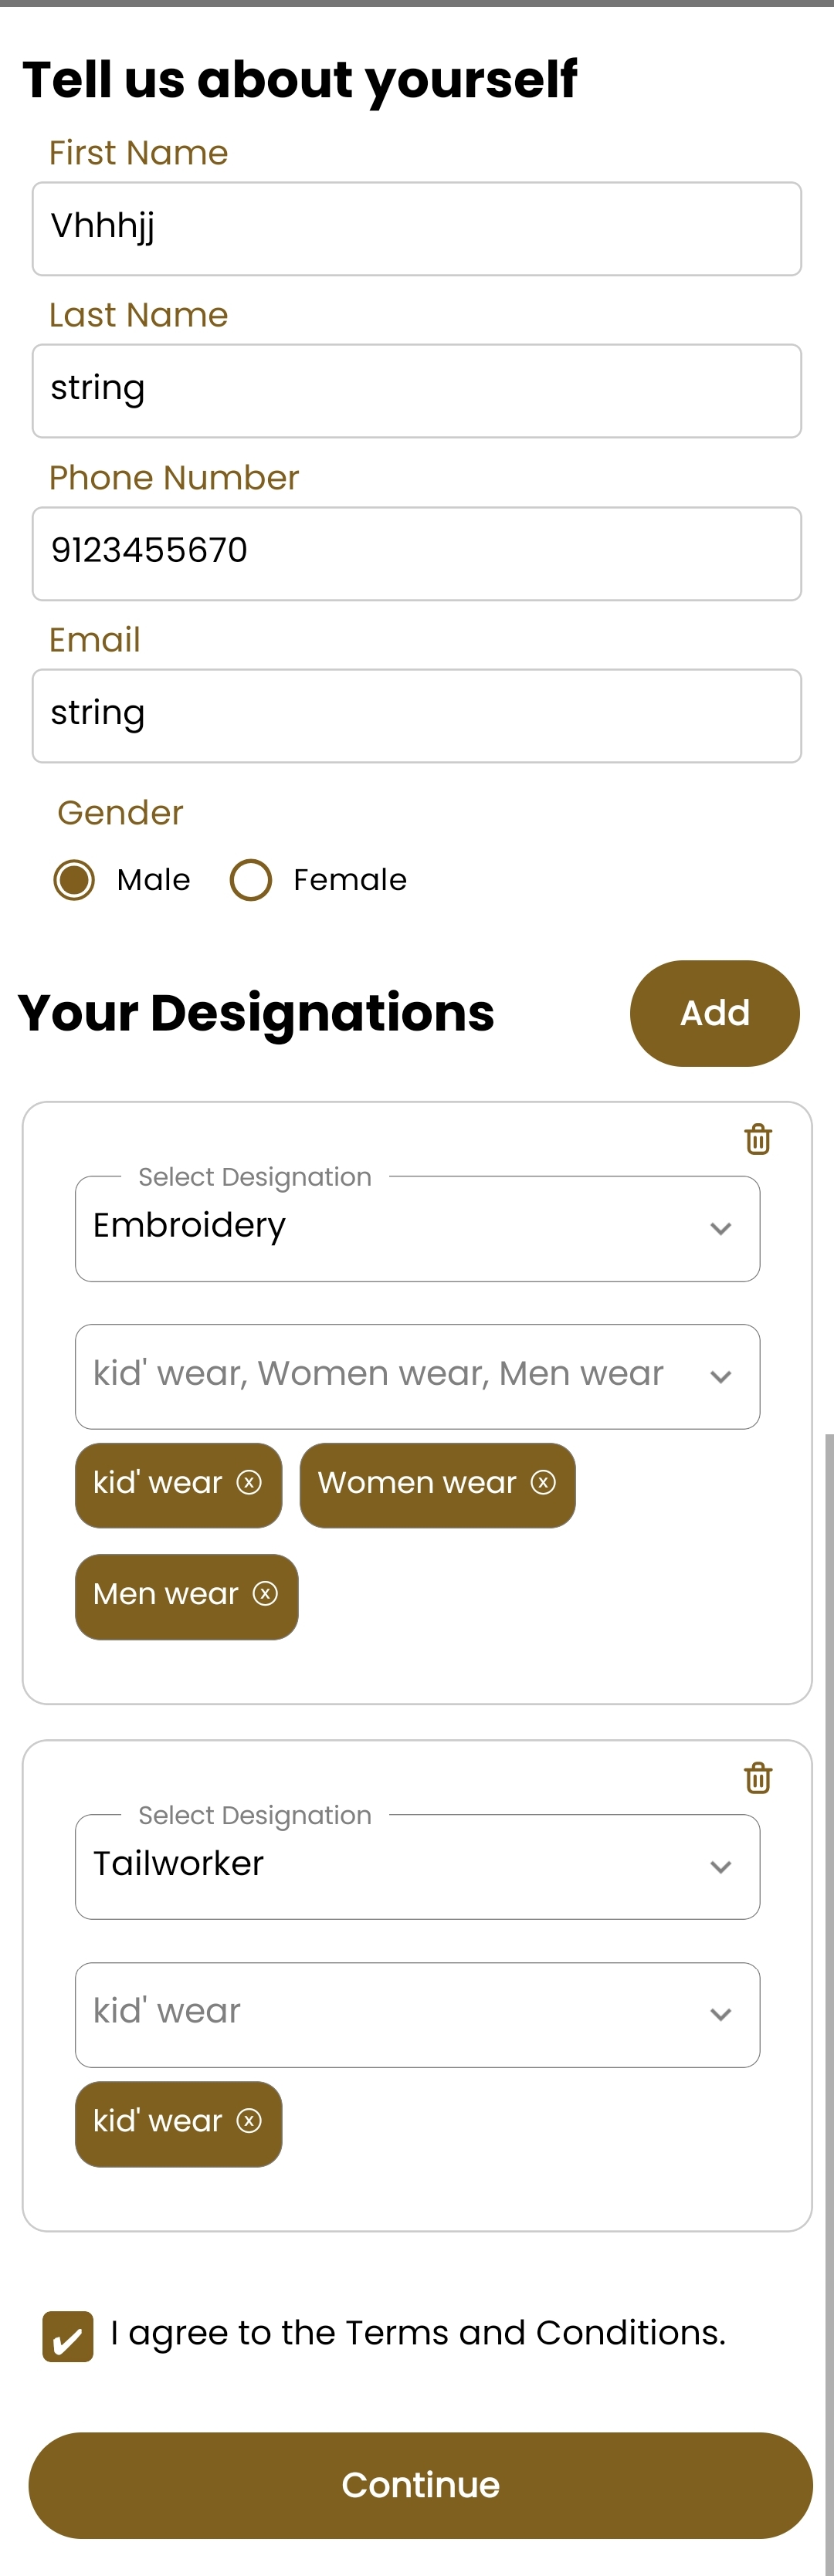 Tell us about yourself
First Name
Vhhhjj
Last Name
string
Phone Number
9123455670
Email
string
Gender
Male Female
Your Designations Add
Select Designation
Embroidery
kid' wear, Women wear, Men wear
kid' wear ⓧ Women wear ⓧ
Men wear ⓧ
Select Designation
Tailworker
kid' wear
kid' wear ⓧ
I agree to the Terms and Conditions.
Continue